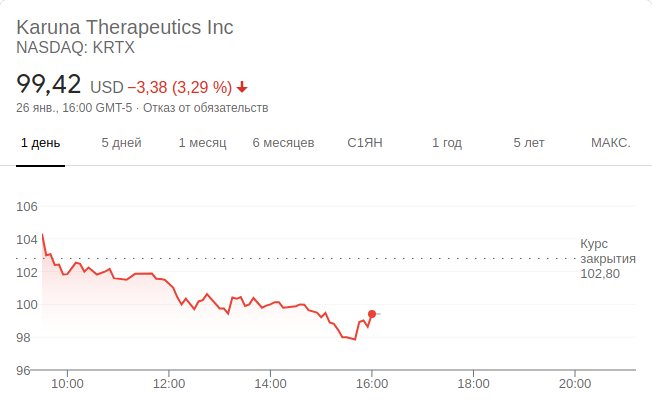 Karuna Therapeutics Inc
NASDAQ: KRTX
99,42 USD −3,38 (3,29 %)
26 янв., 16:00 GMT-5 · Отказ от обязательств
1 день 5 дней 1 месяц 6 месяцев С1ЯН 1 год 5 лет МАКС.
106
104
102
100
98
96
Курс
закрытия
102,80
10:00 12:00 14:00 16:00 18:00 20:00